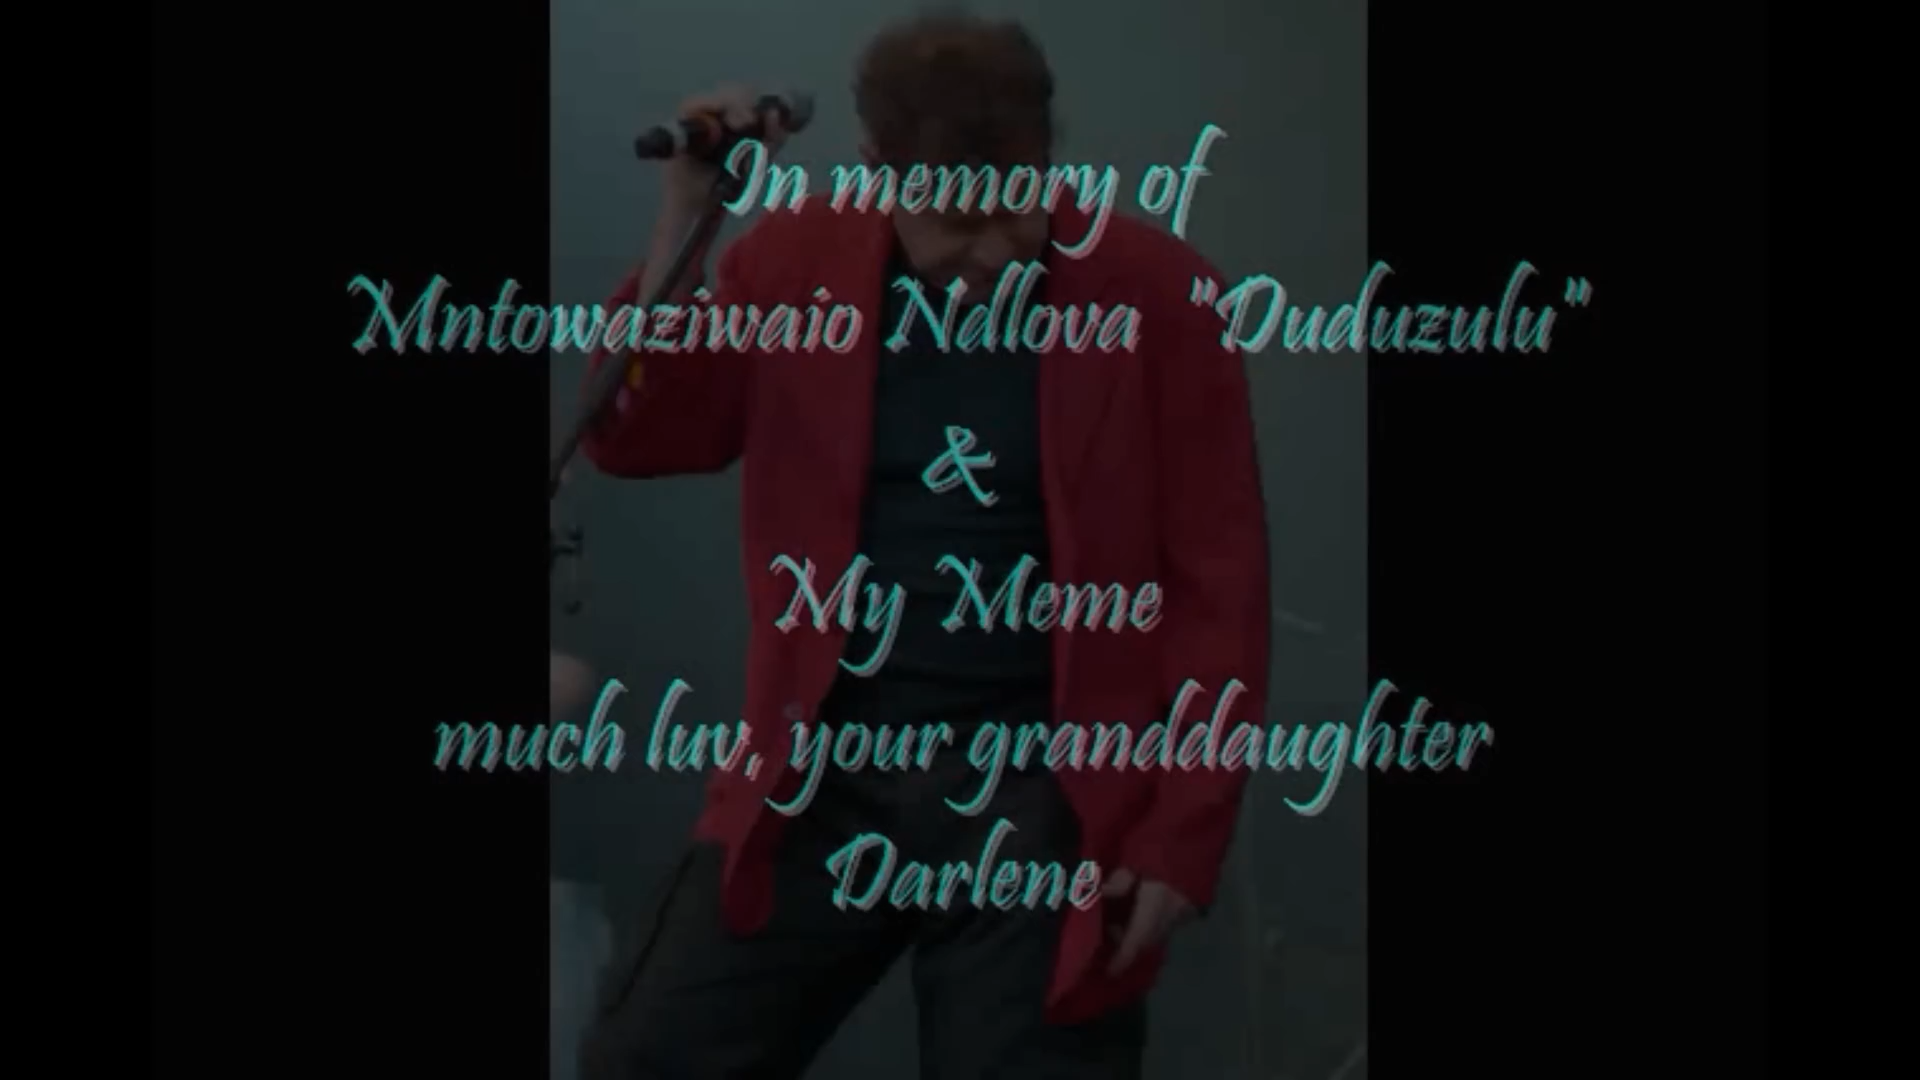 In memory of
Mntowaziwaio Ndlova "Duduzulu"
&
My Meme
much luv, your granddaughter
Darlene